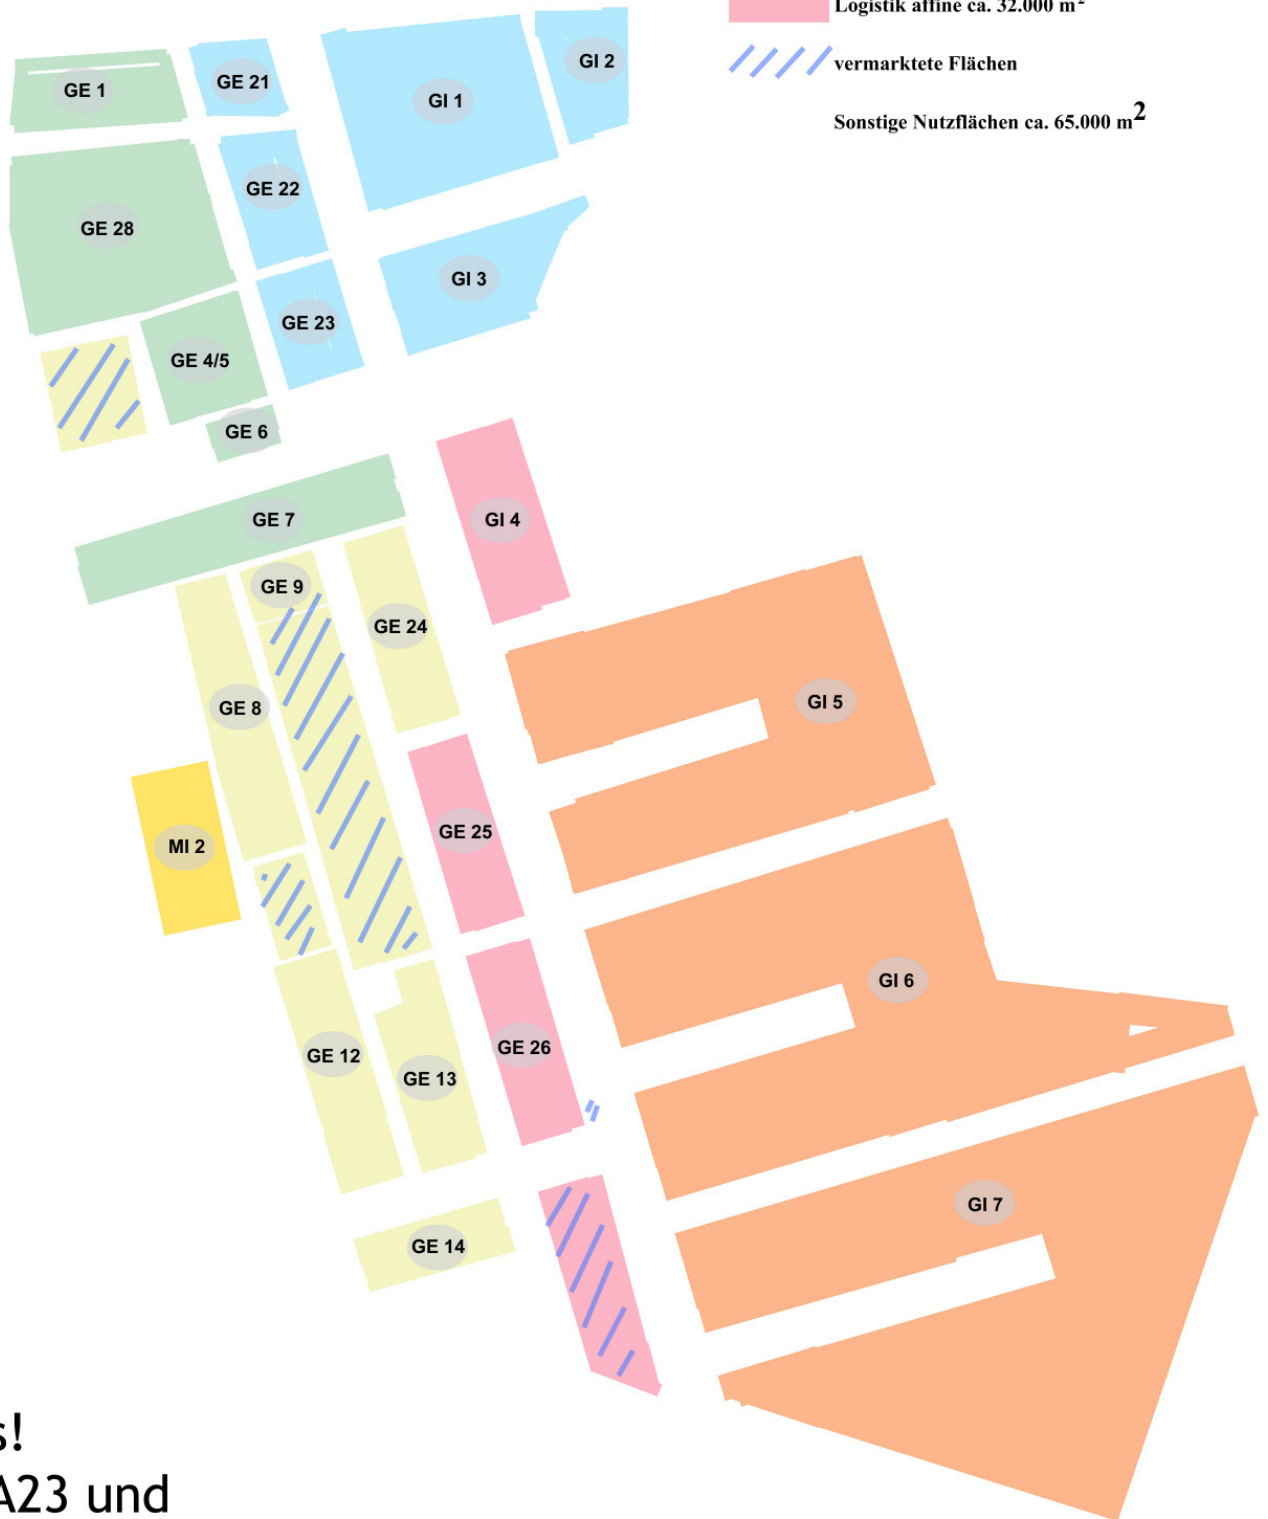 Logistik affine ca. 32.000 m²
vermarktete Flächen
Sonstige Nutzflächen ca. 65.000 m²
GE 1
GE 21
GI 1
GI 2
GE 22
GE 28
GI 3
GE 23
GE 4/5
GE 6
GE 7
GI 4
GE 9
GE 24
GI 5
GE 8
GE 25
MI 2
GI 6
GE 26
GE 12
GE 13
GI 7
GE 14
s!
A23 und